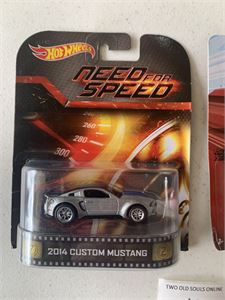 Hot Wheels
NEED FOR
SPEED
260
280
300
2014 CUSTOM MUSTANG
TWO OLD SOULS ONLINE